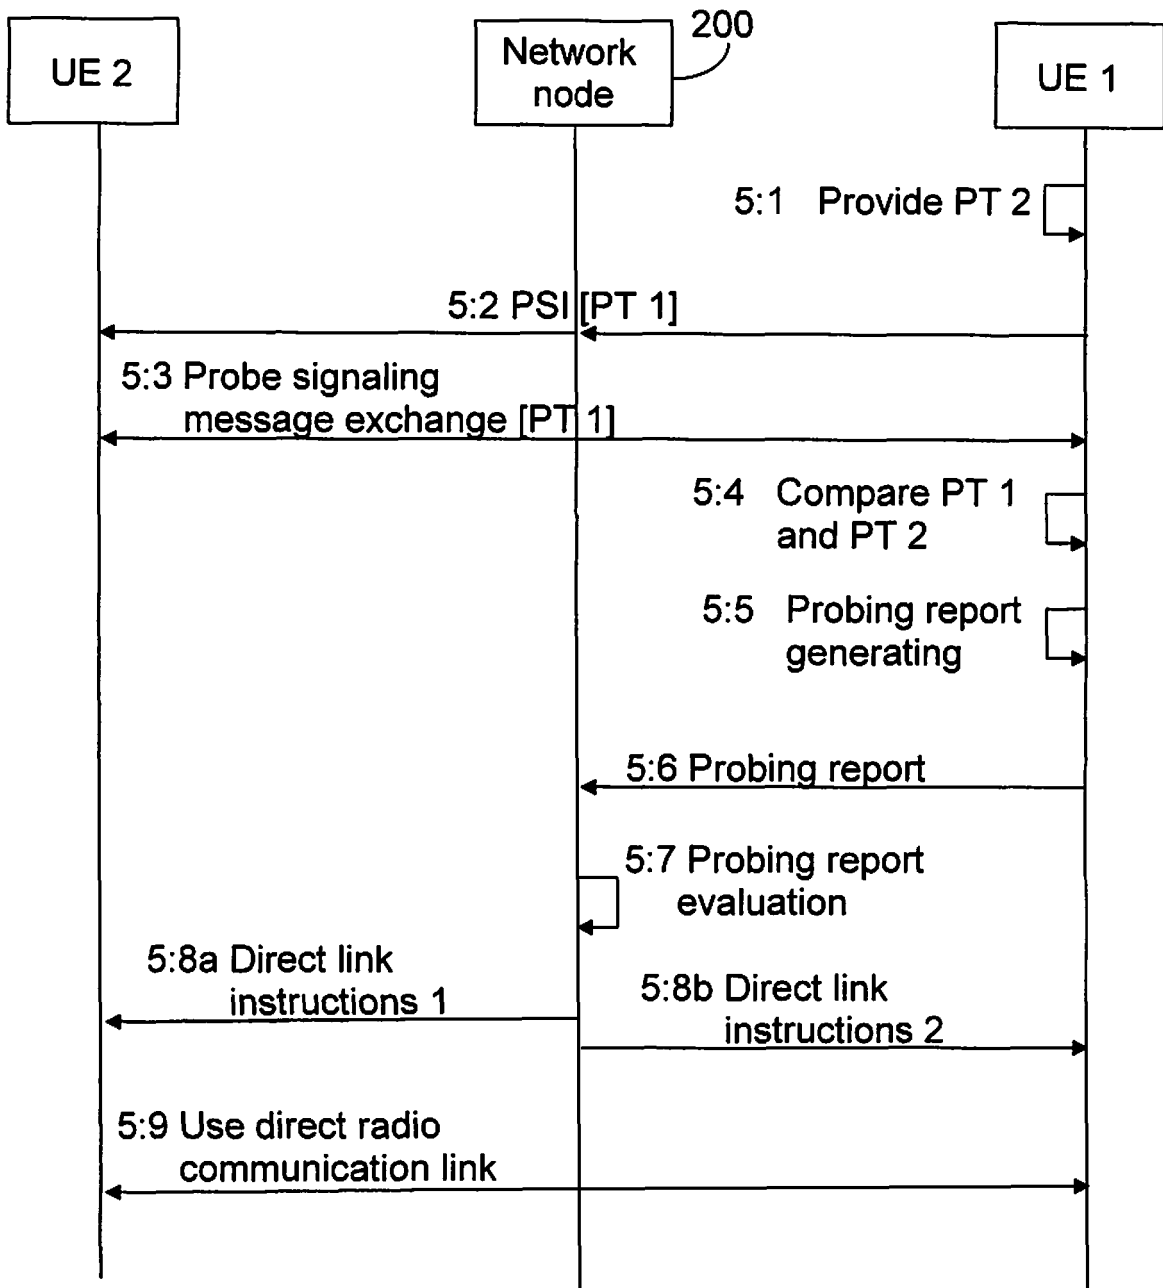 200
UE 2
Network
node
UE 1
5:1 Provide PT 2
5:2 PSI [PT 1]
5:3 Probe signaling
message exchange [PT 1]
5:4 Compare PT 1
and PT 2
5:5 Probing report
generating
5:6 Probing report
5:7 Probing report
evaluation
5:8a Direct link
instructions 1
5:8b Direct link
instructions 2
5:9 Use direct radio
communication link